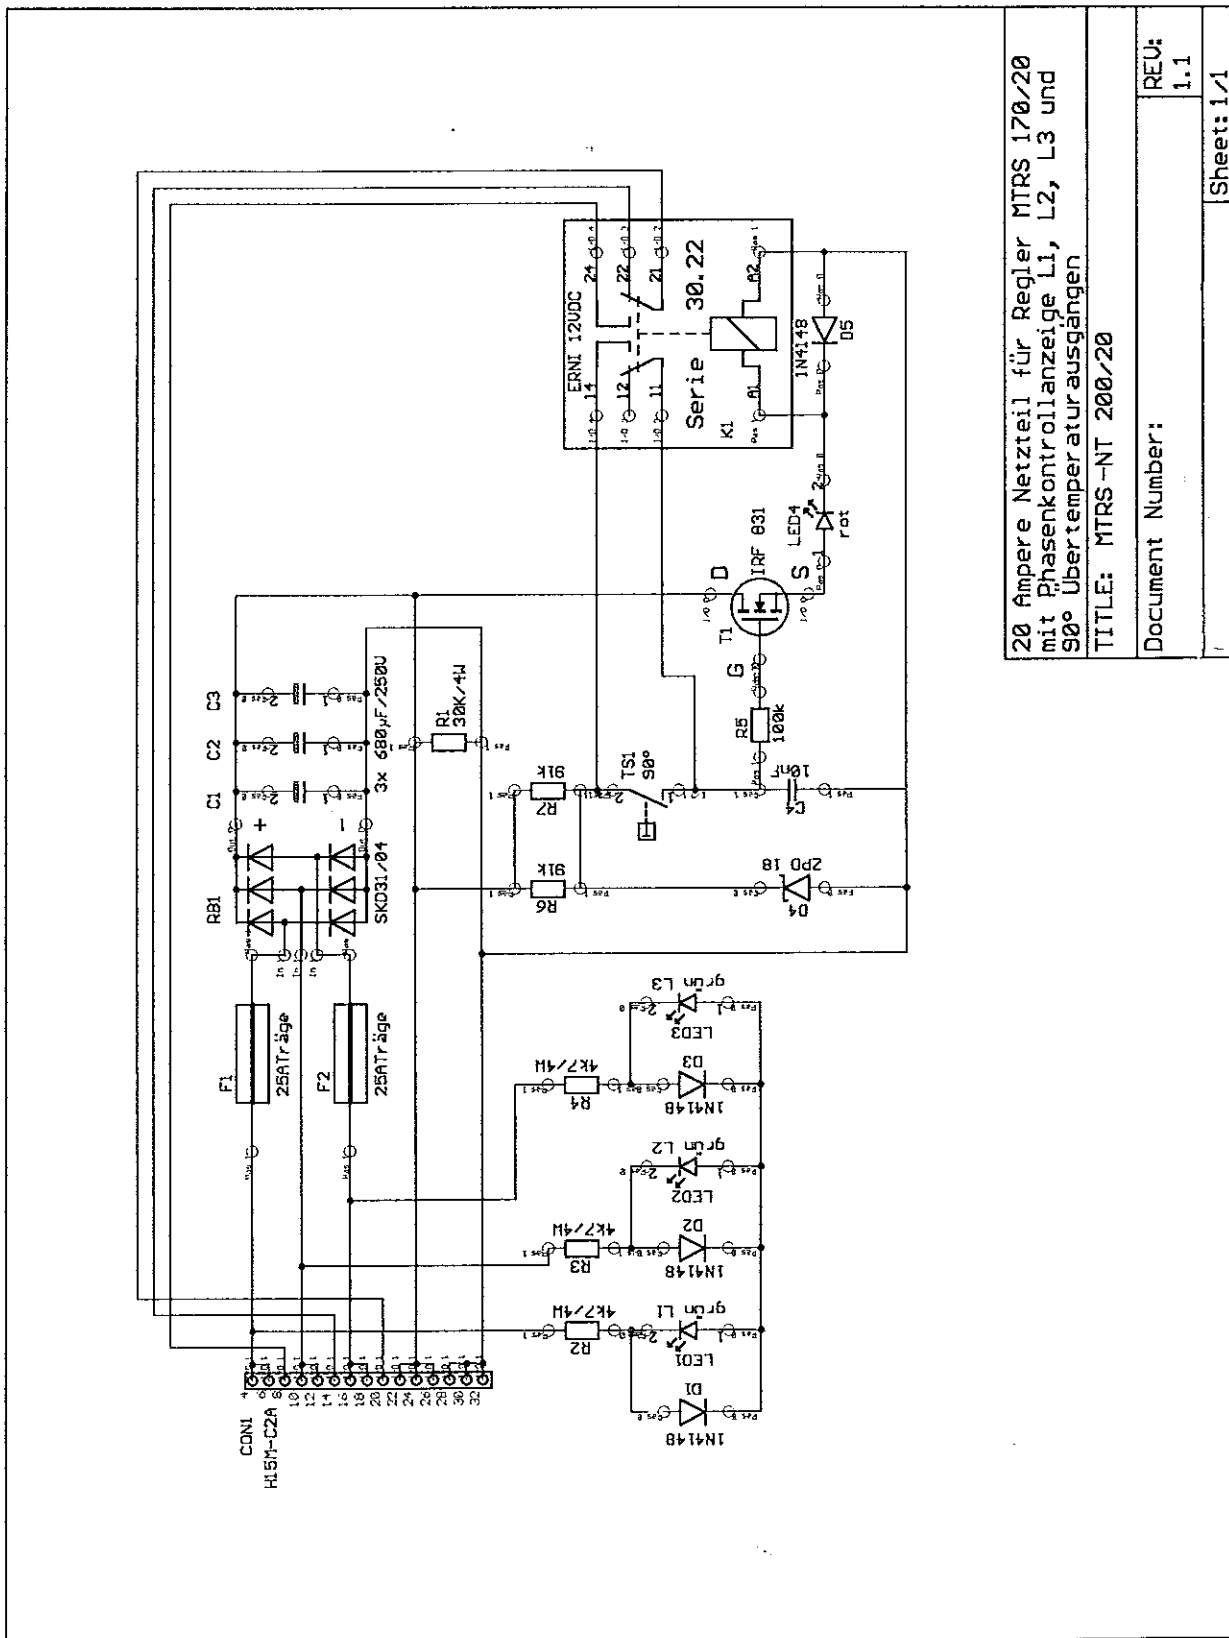 20 Ampere Netzteil für Regler MTRS 170/20
mit Phasenkontrollanzeige L1, L2, L3 und
90° Übertemperaturausgängen
TITLE: MTRS-NT 200/20
Document Number:
REV:
1.1
Sheet: 1/1
CON1
H15M-C2A
4
6
8
10
12
14
16
18
20
22
24
26
28
30
32
F1
25ATräge
F2
25ATräge
RB1
SKD31/04
+
-
C1
C2
C3
3x 680µF/250V
R1
30K/4W
R7
91k
R6
91k
TS1
90°
C4
10nF
D4
ZPD 18
R5
100k
G
T1
D
S
IRF 831
LED4
rot
2
1
1N4148
D5
ERNI 12VDC
14
12
11
24
22
21
Serie 30.22
K1
A1
A2
R2
4k7/4W
R3
4k7/4W
R4
4k7/4W
D1
1N4148
LED1
grün L1
D2
1N4148
LED2
grün L2
D3
1N4148
LED3
grün L3